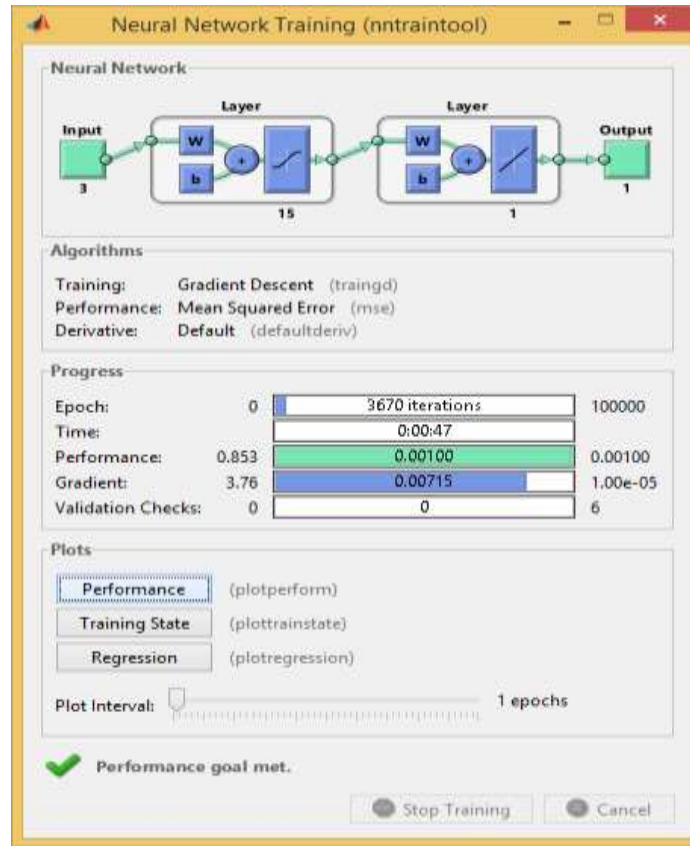 Neural Network Training (nntraintool)
Neural Network
Layer Layer
Input Output
W W
+ +
b b
3 1
15 1
Algorithms
Training: Gradient Descent (traingd)
Performance: Mean Squared Error (mse)
Derivative: Default (defaultderiv)
Progress
Epoch: 0 3670 iterations 100000
Time: 0:00:47
Performance: 0.853 0.00100 0.00100
Gradient: 3.76 0.00715 1.00e-05
Validation Checks: 0 0 6
Plots
Performance (plotperform)
Training State (plottrainstate)
Regression (plotregression)
Plot Interval: 1 epochs
Performance goal met.
Stop Training Cancel